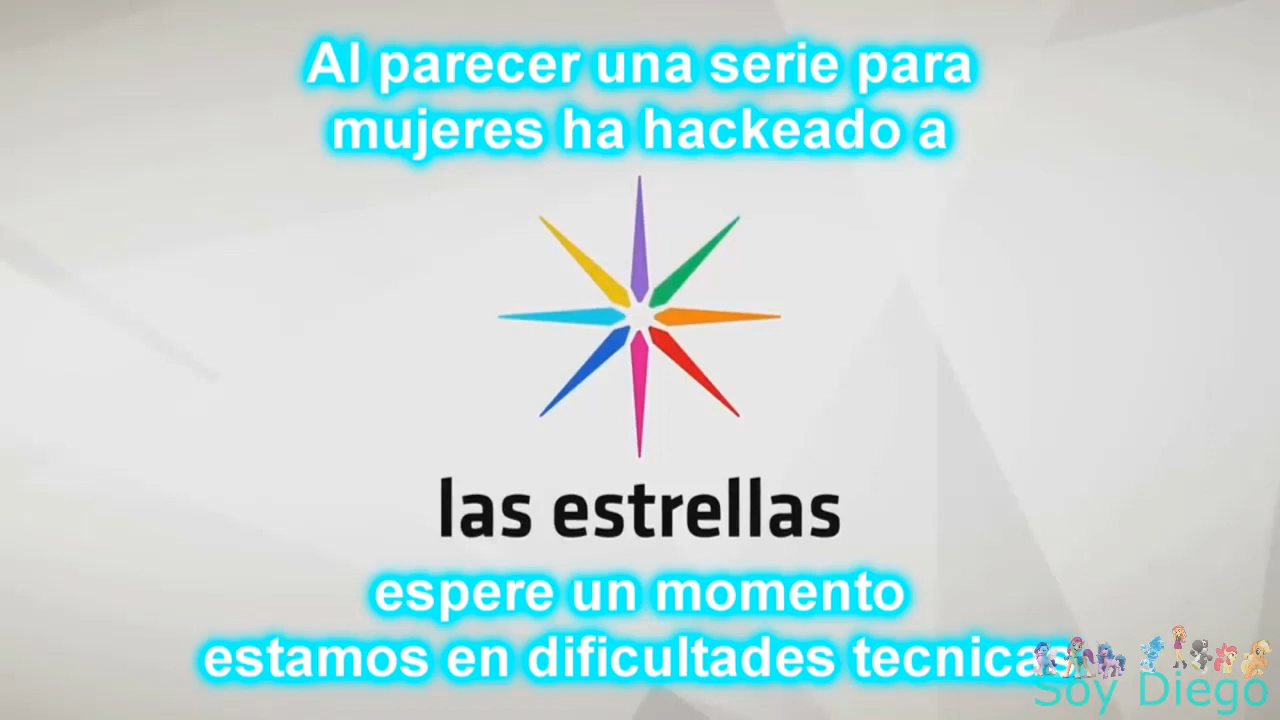 Al parecer una serie para
mujeres ha hackeado a
las estrellas
espere un momento
estamos en dificultades tecnicas
Soy Diego